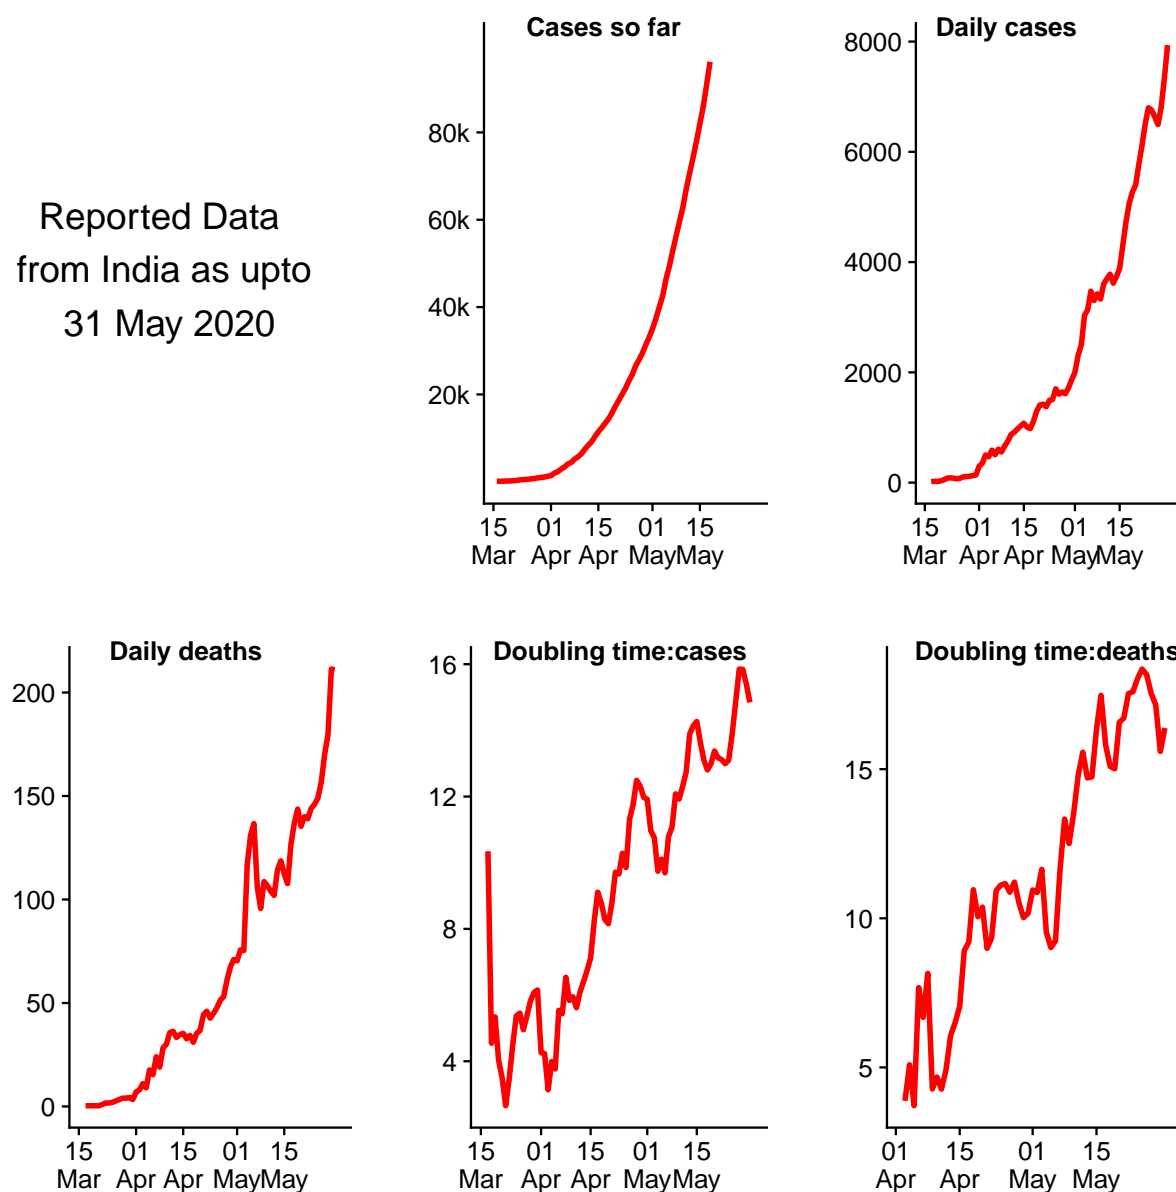 Reported Data
from India as upto
31 May 2020
Cases so far
80k
60k
40k
20k
15 01 15 01 15
Mar Apr Apr May May
Daily cases
8000
6000
4000
2000
0
15 01 15 01 15
Mar Apr Apr May May
Daily deaths
200
150
100
50
0
15 01 15 01 15
Mar Apr Apr May May
Doubling time:cases
16
12
8
4
15 01 15 01 15
Mar Apr Apr May May
Doubling time:deaths
15
10
5
01 15 01 15
Apr Apr May May